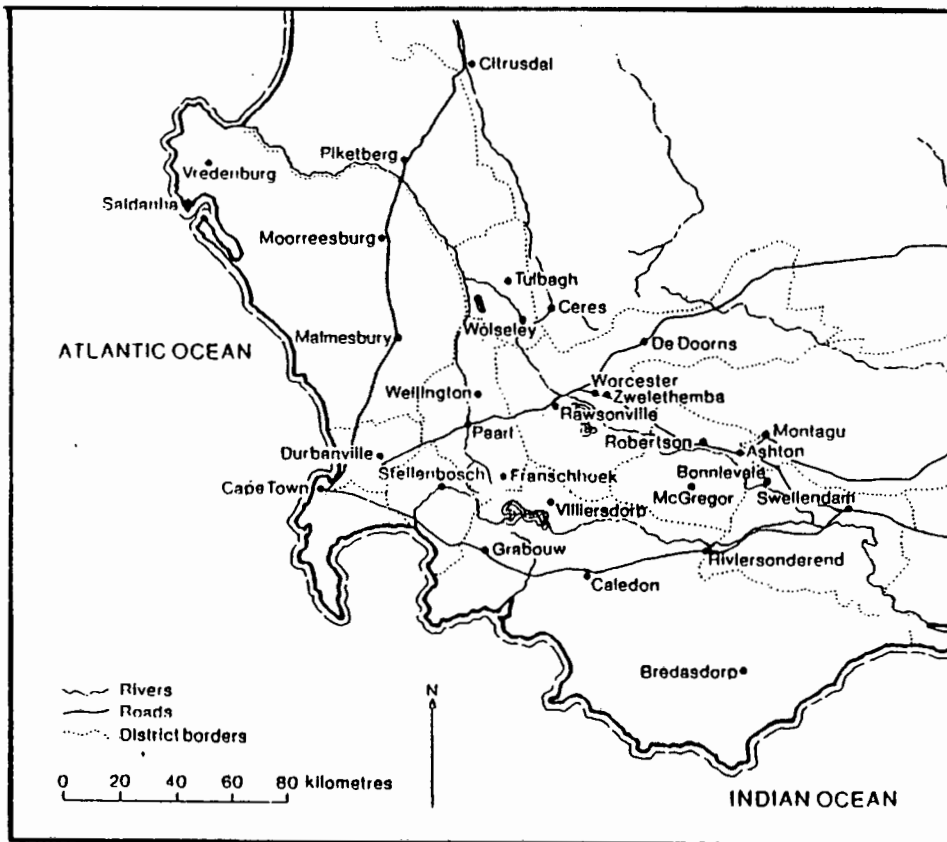 Citrusdal
Piketberg
Vredenburg
Saldanha
Moorreesburg
Tulbagh
Ceres
Wolseley
Malmesbury
De Doorns
ATLANTIC OCEAN
Worcester
Wellington
Zwelethemba
Rawsonville
Paarl
Montagu
Robertson
Ashton
Durbanville
Stellenbosch
Franschhoek
Bonnievale
Cape Town
McGregor
Swellendam
Villiersdorp
Grabouw
Riviersonderend
Caledon
Bredasdorp
N
Rivers
Roads
District borders
0 20 40 60 80 kilometres
INDIAN OCEAN